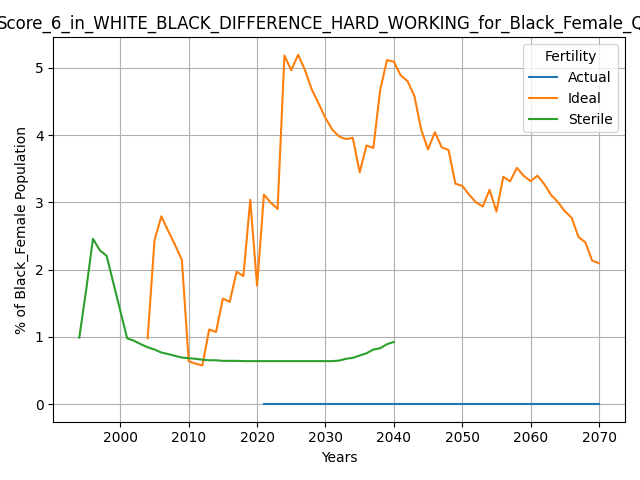 Score_6_in_WHITE_BLACK_DIFFERENCE_HARD_WORKING_for_Black_Female_Q
Fertility
Actual
Ideal
Sterile
% of Black_Female Population
5
4
3
2
1
0
2000 2010 2020 2030 2040 2050 2060 2070
Years